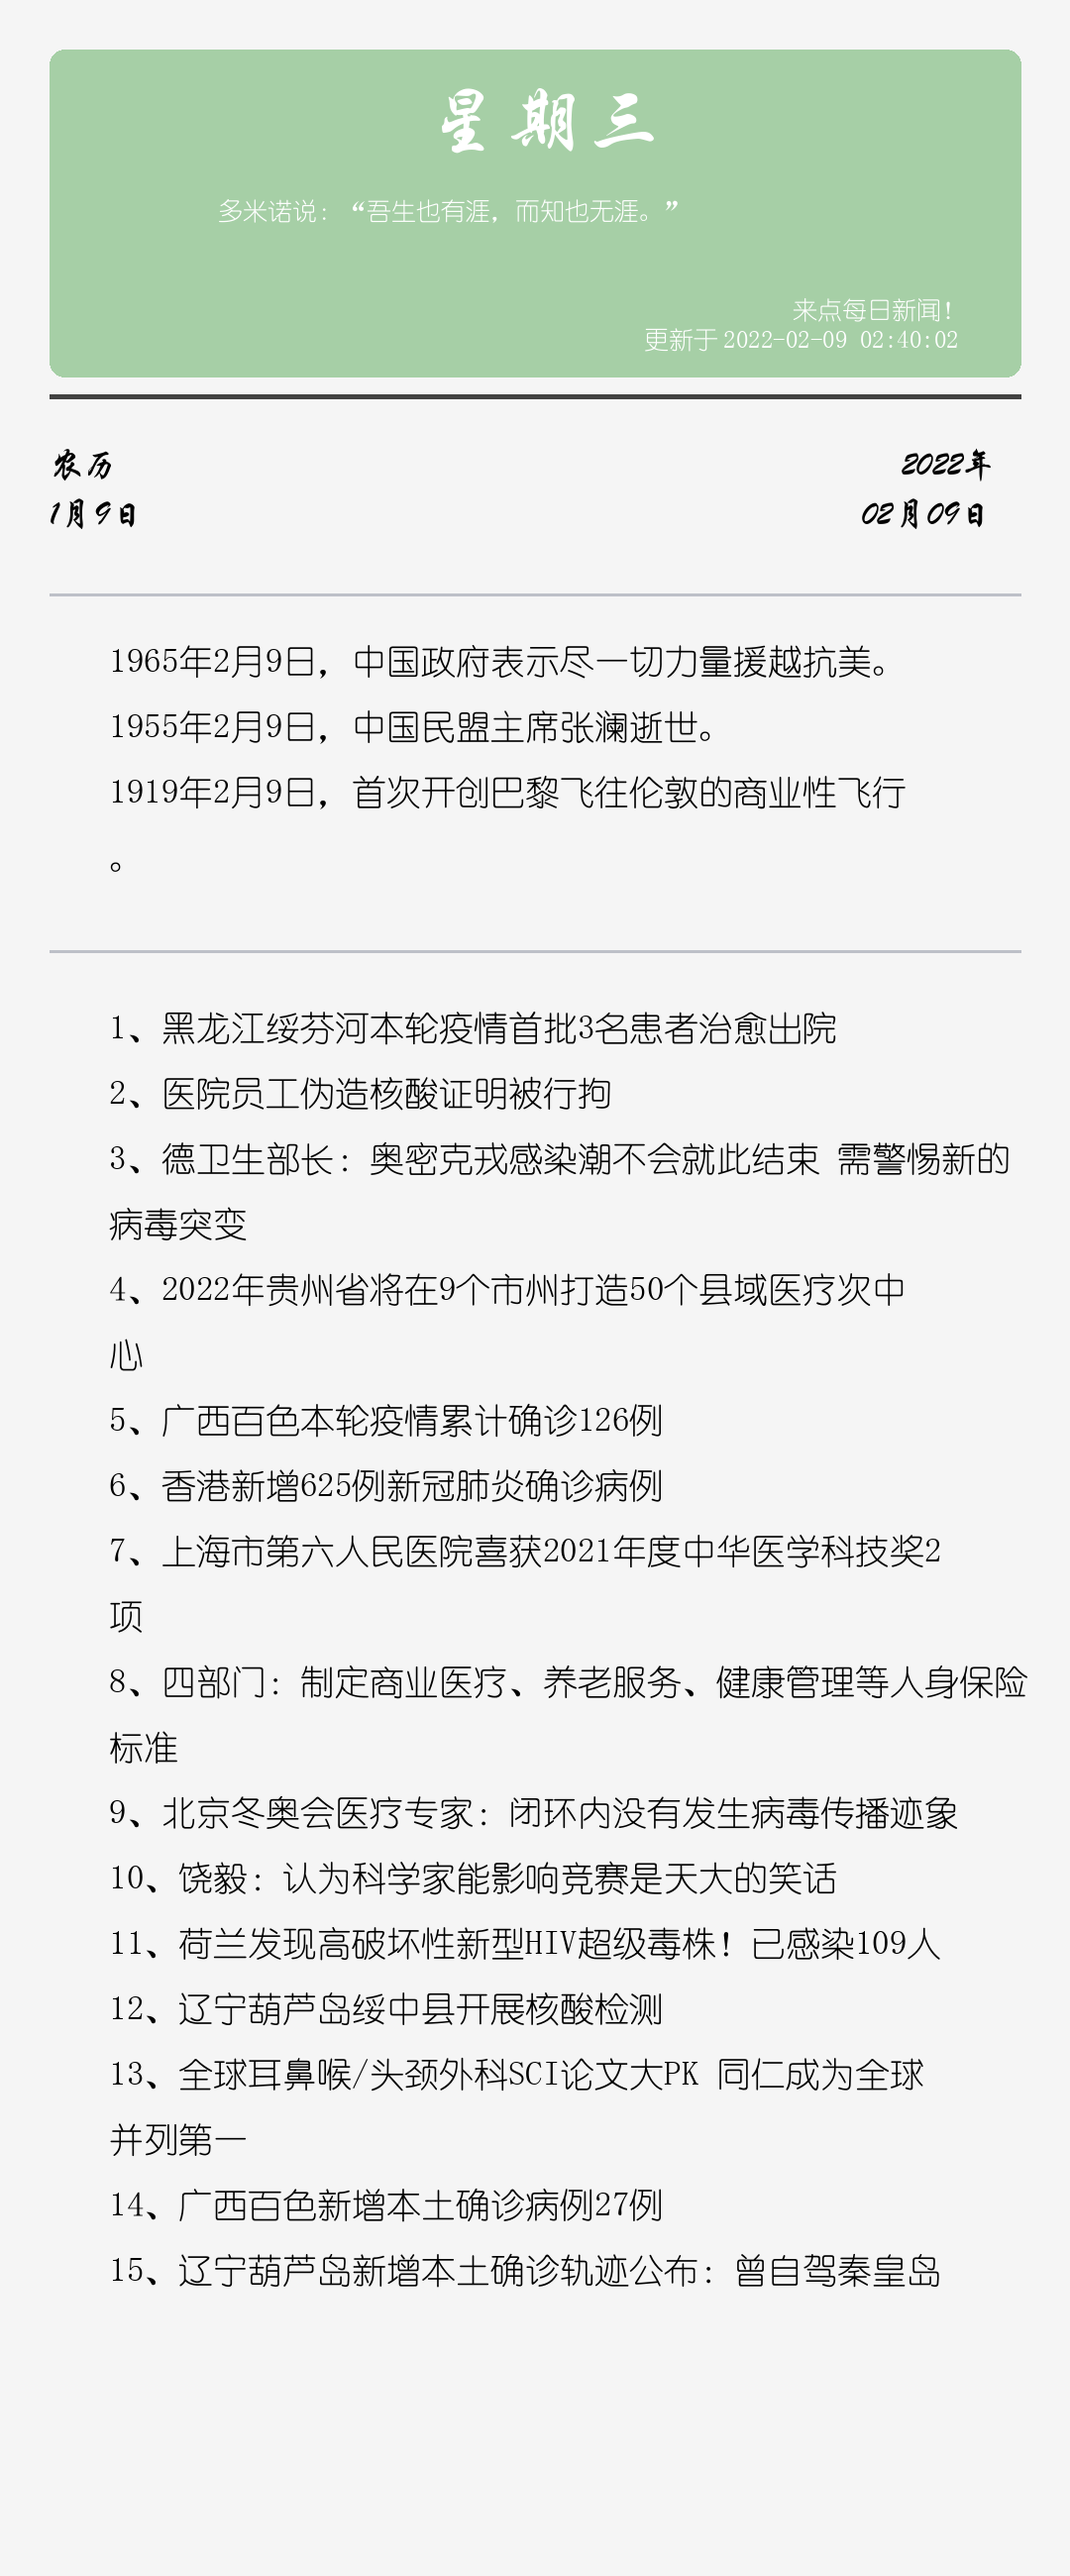 星期三
多米诺说：“吾生也有涯，而知也无涯。”
来点每日新闻！
更新于 2022-02-09 02:40:02
农历
2022年
1月9日
02月09日
1965年2月9日，中国政府表示尽一切力量援越抗美。
1955年2月9日，中国民盟主席张澜逝世。
1919年2月9日，首次开创巴黎飞往伦敦的商业性飞行
。
1、黑龙江绥芬河本轮疫情首批3名患者治愈出院
2、医院员工伪造核酸证明被行拘
3、德卫生部长：奥密克戎感染潮不会就此结束 需警惕新的
病毒突变
4、2022年贵州省将在9个市州打造50个县域医疗次中
心
5、广西百色本轮疫情累计确诊126例
6、香港新增625例新冠肺炎确诊病例
7、上海市第六人民医院喜获2021年度中华医学科技奖2
项
8、四部门：制定商业医疗、养老服务、健康管理等人身保险
标准
9、北京冬奥会医疗专家：闭环内没有发生病毒传播迹象
10、饶毅：认为科学家能影响竞赛是天大的笑话
11、荷兰发现高破坏性新型HIV超级毒株！已感染109人
12、辽宁葫芦岛绥中县开展核酸检测
13、全球耳鼻喉/头颈外科SCI论文大PK 同仁成为全球
并列第一
14、广西百色新增本土确诊病例27例
15、辽宁葫芦岛新增本土确诊轨迹公布：曾自驾秦皇岛